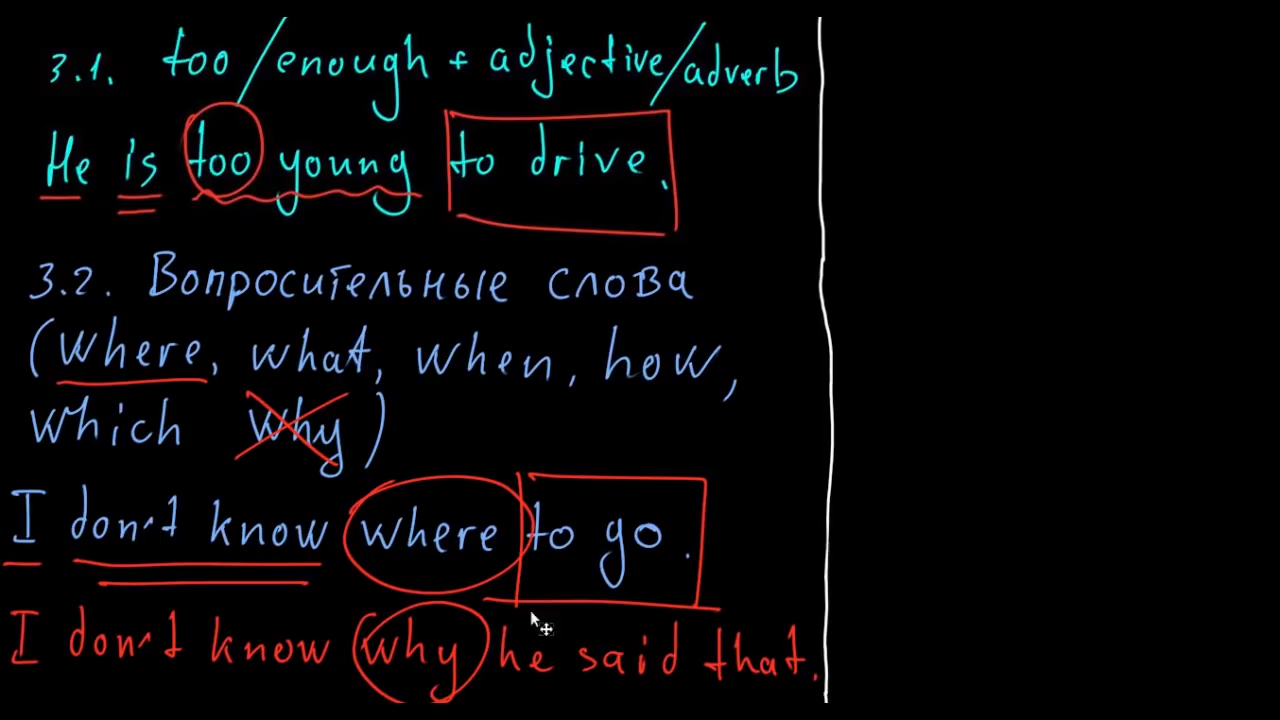 3.1. too/enough + adjective/adverb
He is too young to drive.
3.2. Вопросительные слова
(where, what, when, how,
which why)
I don't know where to go.
I don't know why he said that.